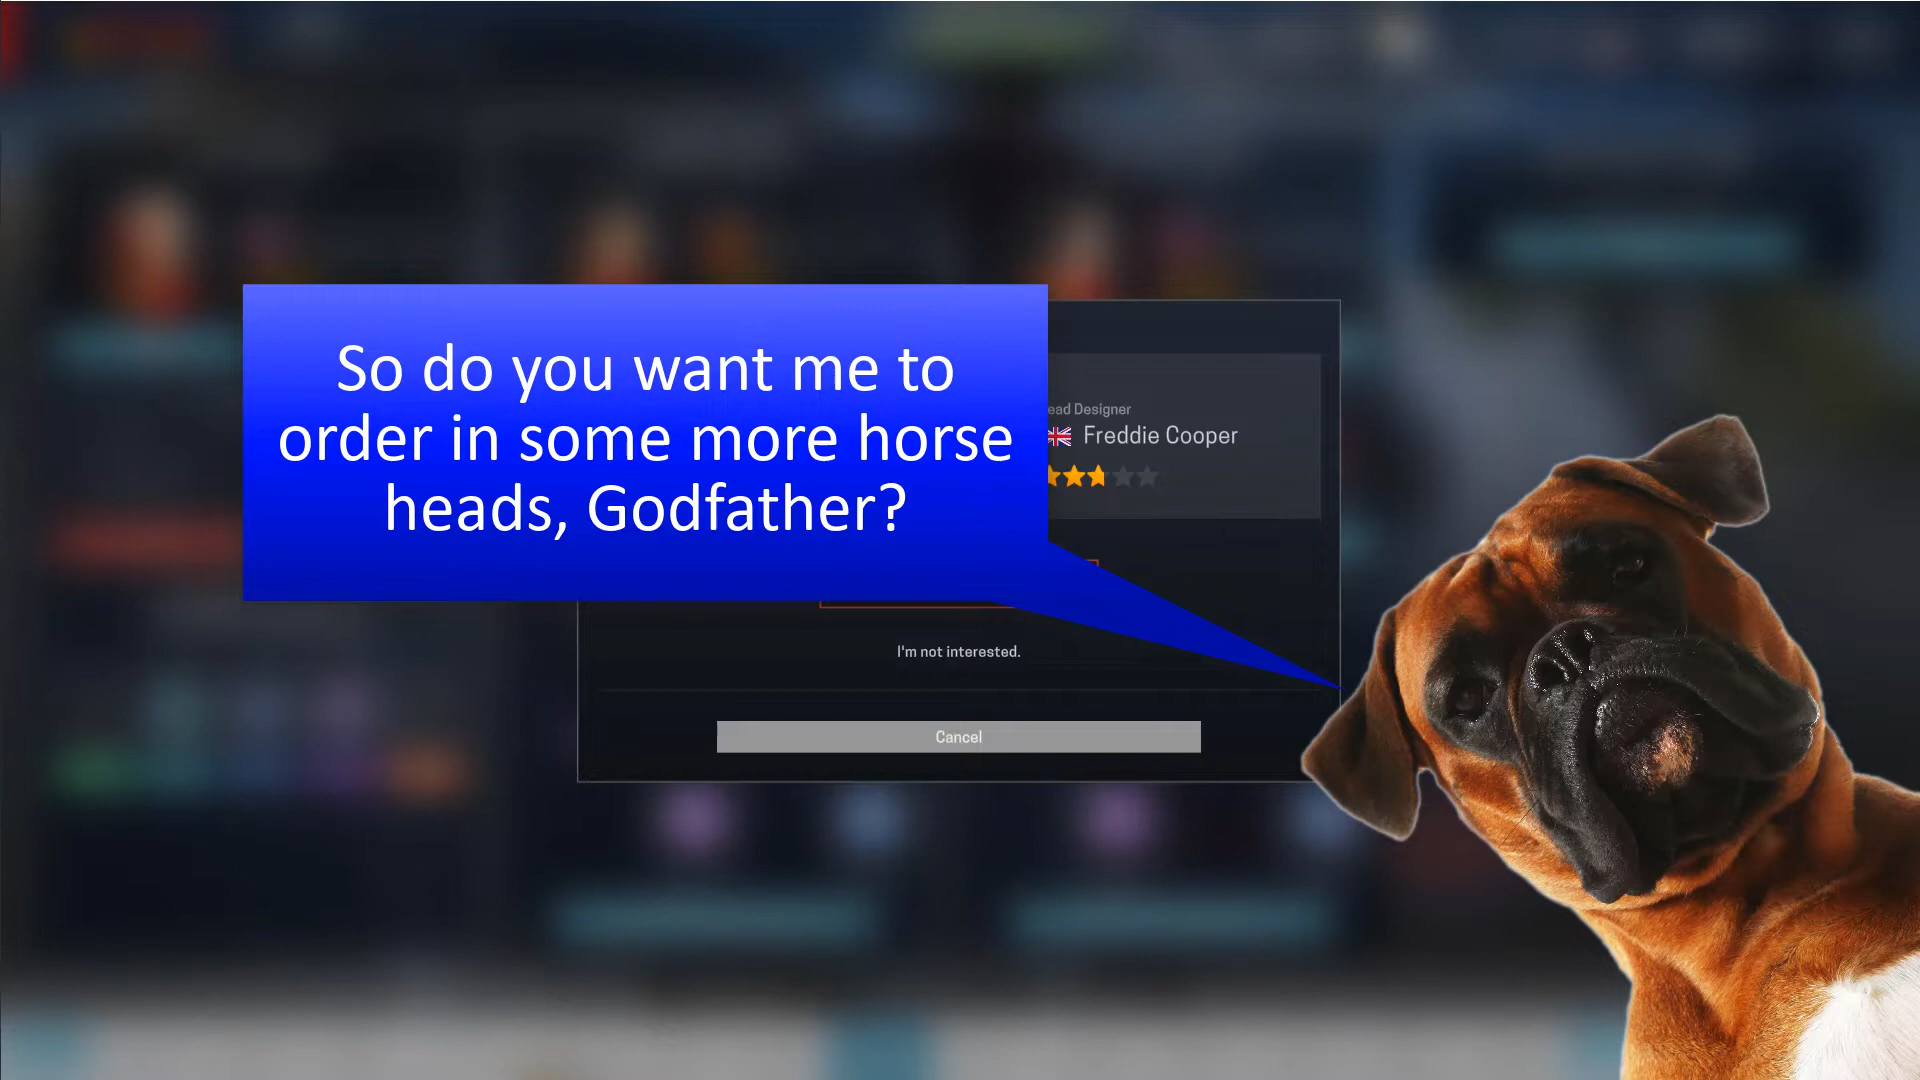 So do you want me to
order in some more horse
heads, Godfather?
ead Designer
Freddie Cooper
I'm not interested.
Cancel